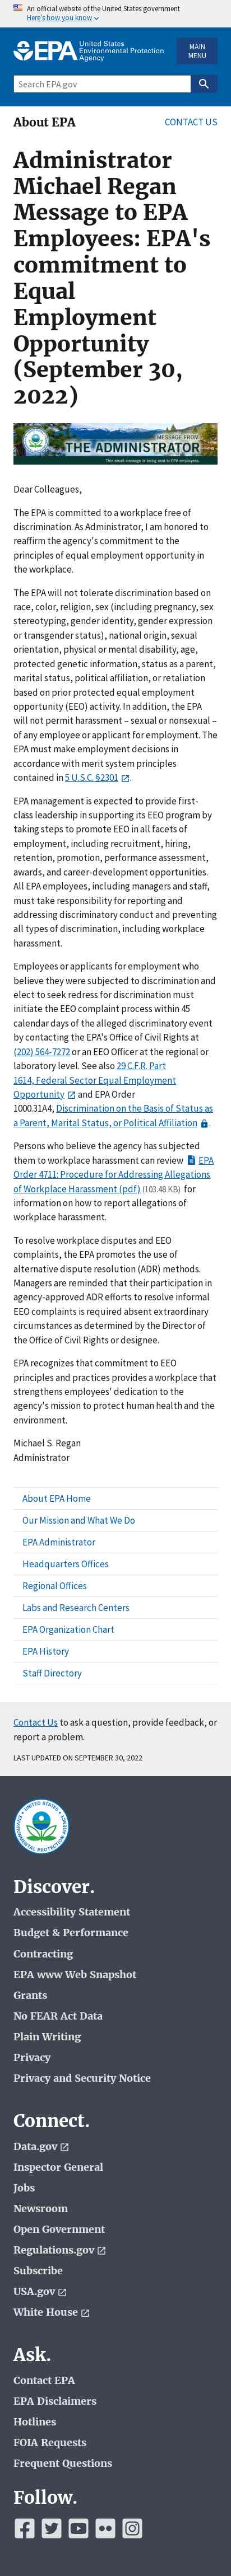 An official website of the United States government
Here's how you know
EPA United States
Environmental Protection
Agency
MAIN
MENU
Search EPA.gov
About EPA
CONTACT US
Administrator
Michael Regan
Message to EPA
Employees: EPA's
commitment to
Equal
Employment
Opportunity
(September 30,
2022)
MESSAGE FROM
THE ADMINISTRATOR
This message is being sent to EPA employees.
Dear Colleagues,
The EPA is committed to a workplace free of
discrimination. As Administrator, I am honored to
reaffirm the agency's commitment to the
principles of equal employment opportunity in the
workplace.
The EPA will not tolerate discrimination based on
race, color, religion, sex (including pregnancy, sex
stereotyping, gender identity, gender expression
or transgender status), national origin, sexual
orientation, physical or mental disability, age,
protected genetic information, status as a parent,
marital status, political affiliation, or retaliation
based on prior protected equal employment
opportunity (EEO) activity. In addition, the EPA
will not tolerate any type of harassment – sexual or nonsexual –
of any employee or applicant for employment. The
EPA must make employment decisions in
accordance with merit system principles
contained in 5 U.S.C. §2301.
EPA management is expected to provide first-
class leadership in supporting its EEO program by
taking proactive steps to ensure equal opportunity
and integrate EEO in all facets of
employment, including recruitment, hiring,
retention, promotion, performance assessment,
awards, and career-development opportunities.
All EPA employees, including managers and staff,
must take responsibility for reporting and
addressing discriminatory conduct and preventing
all types of discrimination, including
harassment.
Employees or applicants who believe they
have been discriminated against may seek redress and
elect to seek redress for discrimination must
initiate contact with an EEO counselor within 45
calendar days of the alleged discriminatory event
by contacting the EPA's Office of Civil Rights at
(202) 564-7272 or an EEO Officer at the regional
or laboratory level. See also 29 C.F.R. Part
1614, Federal Sector Equal Employment
Opportunity and EPA Order
1000.31A4, Discrimination on the Basis of Status as
a Parent, Marital Status, or Political Affiliation.
Persons who believe the agency has subjected
them to workplace harassment can review EPA
Order 4711: Procedure for Addressing Allegations
of Workplace Harassment (pdf) (103.48 KB) for
information on how to report allegations of
workplace harassment.
To resolve workplace disputes and EEO
complaints, the EPA promotes the use of
alternative dispute resolution (ADR) methods.
Managers are reminded that their participation in
agency-approved ADR efforts to resolve informal
EEO complaints is required absent extraordinary
circumstances, as determined by the Director of
the Office of Civil Rights or designee.
EPA recognizes that commitment to EEO
principles and practices provides a workplace that
strengthens employees' dedication to the
agency's mission to protect human health and the
environment.
Michael S. Regan
Administrator
About EPA Home
Our Mission and What We Do
EPA Administrator
Headquarters Offices
Regional Offices
Labs and Research Centers
EPA Organization Chart
EPA History
Staff Directory
Contact Us to ask a question, provide feedback, or
report a problem.
LAST UPDATED ON SEPTEMBER 30, 2022
Discover.
Accessibility Statement
Budget & Performance
Contracting
EPA www Web Snapshot
Grants
No FEAR Act Data
Plain Writing
Privacy
Privacy and Security Notice
Connect.
Data.gov
Inspector General
Jobs
Newsroom
Open Government
Regulations.gov
Subscribe
USA.gov
White House
Ask.
Contact EPA
EPA Disclaimers
Hotlines
FOIA Requests
Frequent Questions
Follow.